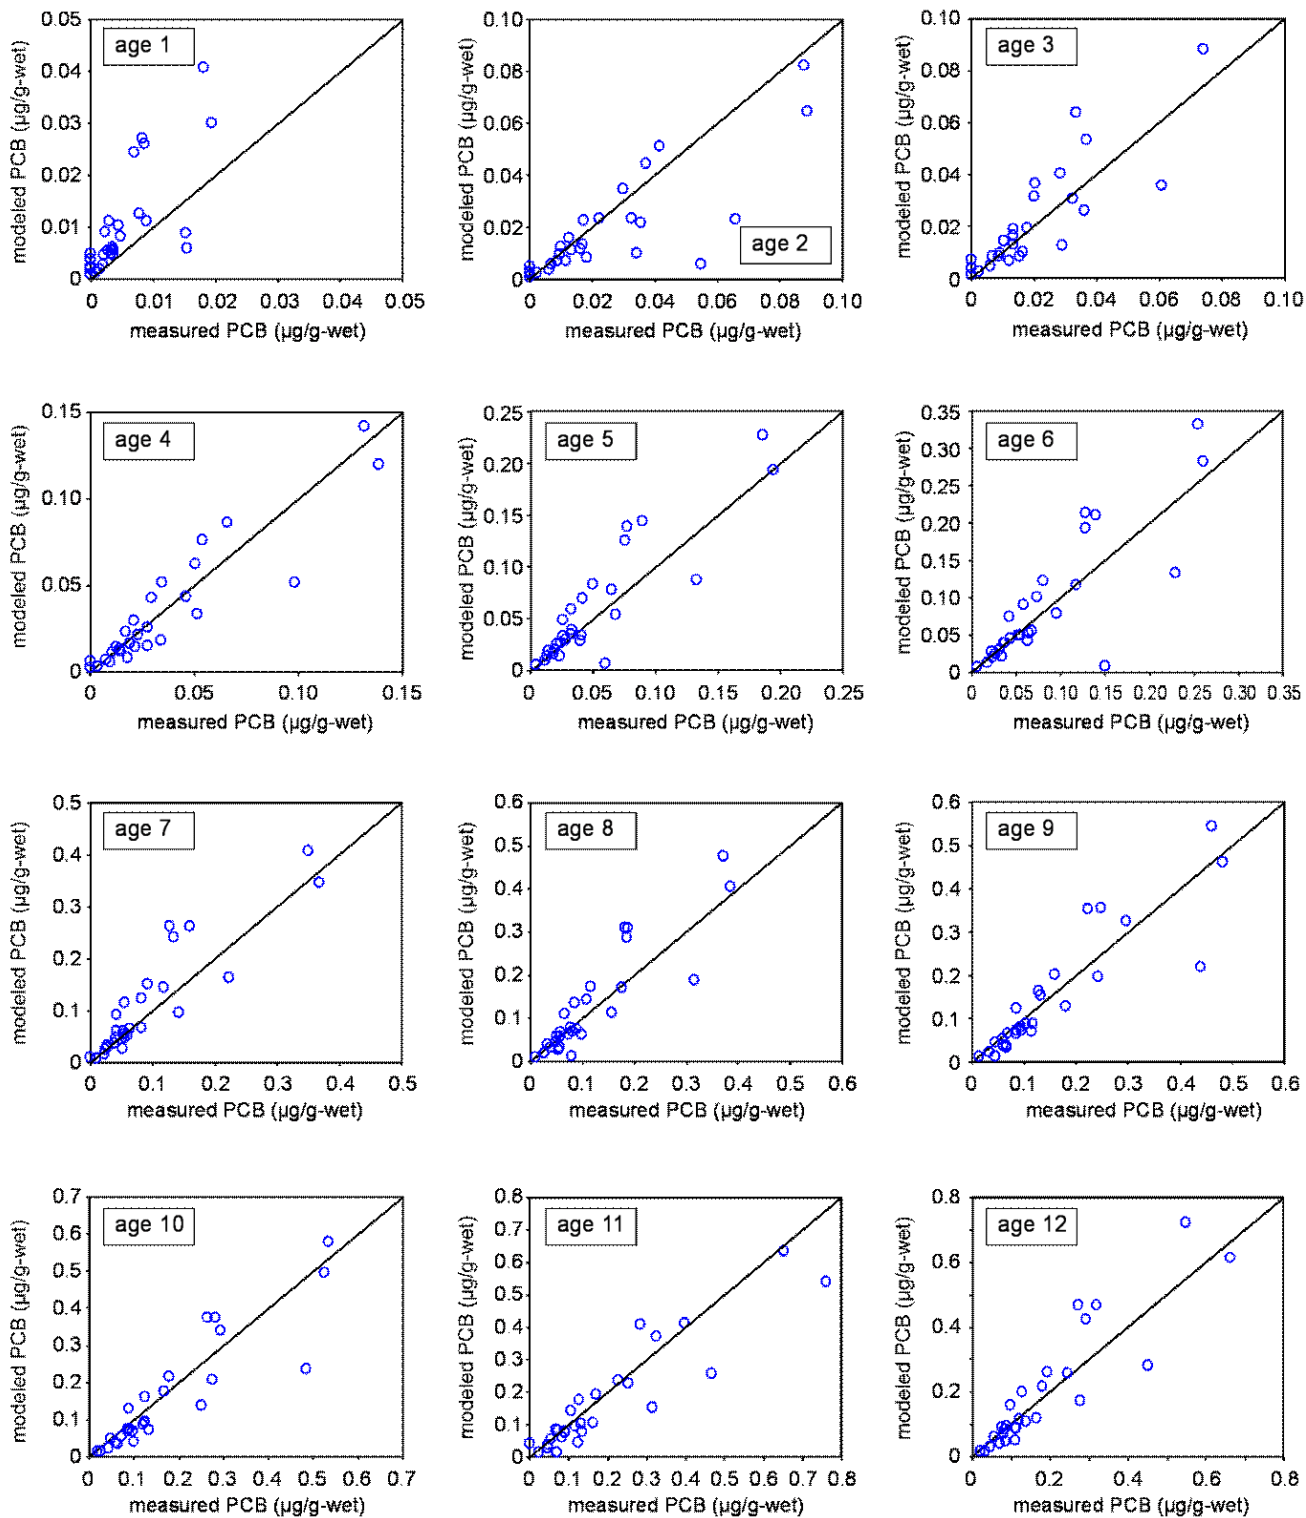 age 1
modeled PCB (µg/g-wet)
0.05
0.04
0.03
0.02
0.01
0
0 0.01 0.02 0.03 0.04 0.05
measured PCB (µg/g-wet)
age 2
modeled PCB (µg/g-wet)
0.10
0.08
0.06
0.04
0.02
0
0 0.02 0.04 0.06 0.08 0.10
measured PCB (µg/g-wet)
age 3
modeled PCB (µg/g-wet)
0.10
0.08
0.06
0.04
0.02
0
0 0.02 0.04 0.06 0.08 0.10
measured PCB (µg/g-wet)
age 4
modeled PCB (µg/g-wet)
0.15
0.10
0.05
0
0 0.05 0.10 0.15
measured PCB (µg/g-wet)
age 5
modeled PCB (µg/g-wet)
0.25
0.20
0.15
0.10
0.05
0
0 0.05 0.10 0.15 0.20 0.25
measured PCB (µg/g-wet)
age 6
modeled PCB (µg/g-wet)
0.35
0.30
0.25
0.20
0.15
0.10
0.05
0
0 0.05 0.10 0.15 0.20 0.25 0.30 0.35
measured PCB (µg/g-wet)
age 7
modeled PCB (µg/g-wet)
0.5
0.4
0.3
0.2
0.1
0
0 0.1 0.2 0.3 0.4 0.5
measured PCB (µg/g-wet)
age 8
modeled PCB (µg/g-wet)
0.6
0.5
0.4
0.3
0.2
0.1
0
0 0.1 0.2 0.3 0.4 0.5 0.6
measured PCB (µg/g-wet)
age 9
modeled PCB (µg/g-wet)
0.6
0.5
0.4
0.3
0.2
0.1
0
0 0.1 0.2 0.3 0.4 0.5 0.6
measured PCB (µg/g-wet)
age 10
modeled PCB (µg/g-wet)
0.7
0.6
0.5
0.4
0.3
0.2
0.1
0
0 0.1 0.2 0.3 0.4 0.5 0.6 0.7
measured PCB (µg/g-wet)
age 11
modeled PCB (µg/g-wet)
0.8
0.7
0.6
0.5
0.4
0.3
0.2
0.1
0
0 0.1 0.2 0.3 0.4 0.5 0.6 0.7 0.8
measured PCB (µg/g-wet)
age 12
modeled PCB (µg/g-wet)
0.8
0.6
0.4
0.2
0
0 0.2 0.4 0.6 0.8
measured PCB (µg/g-wet)